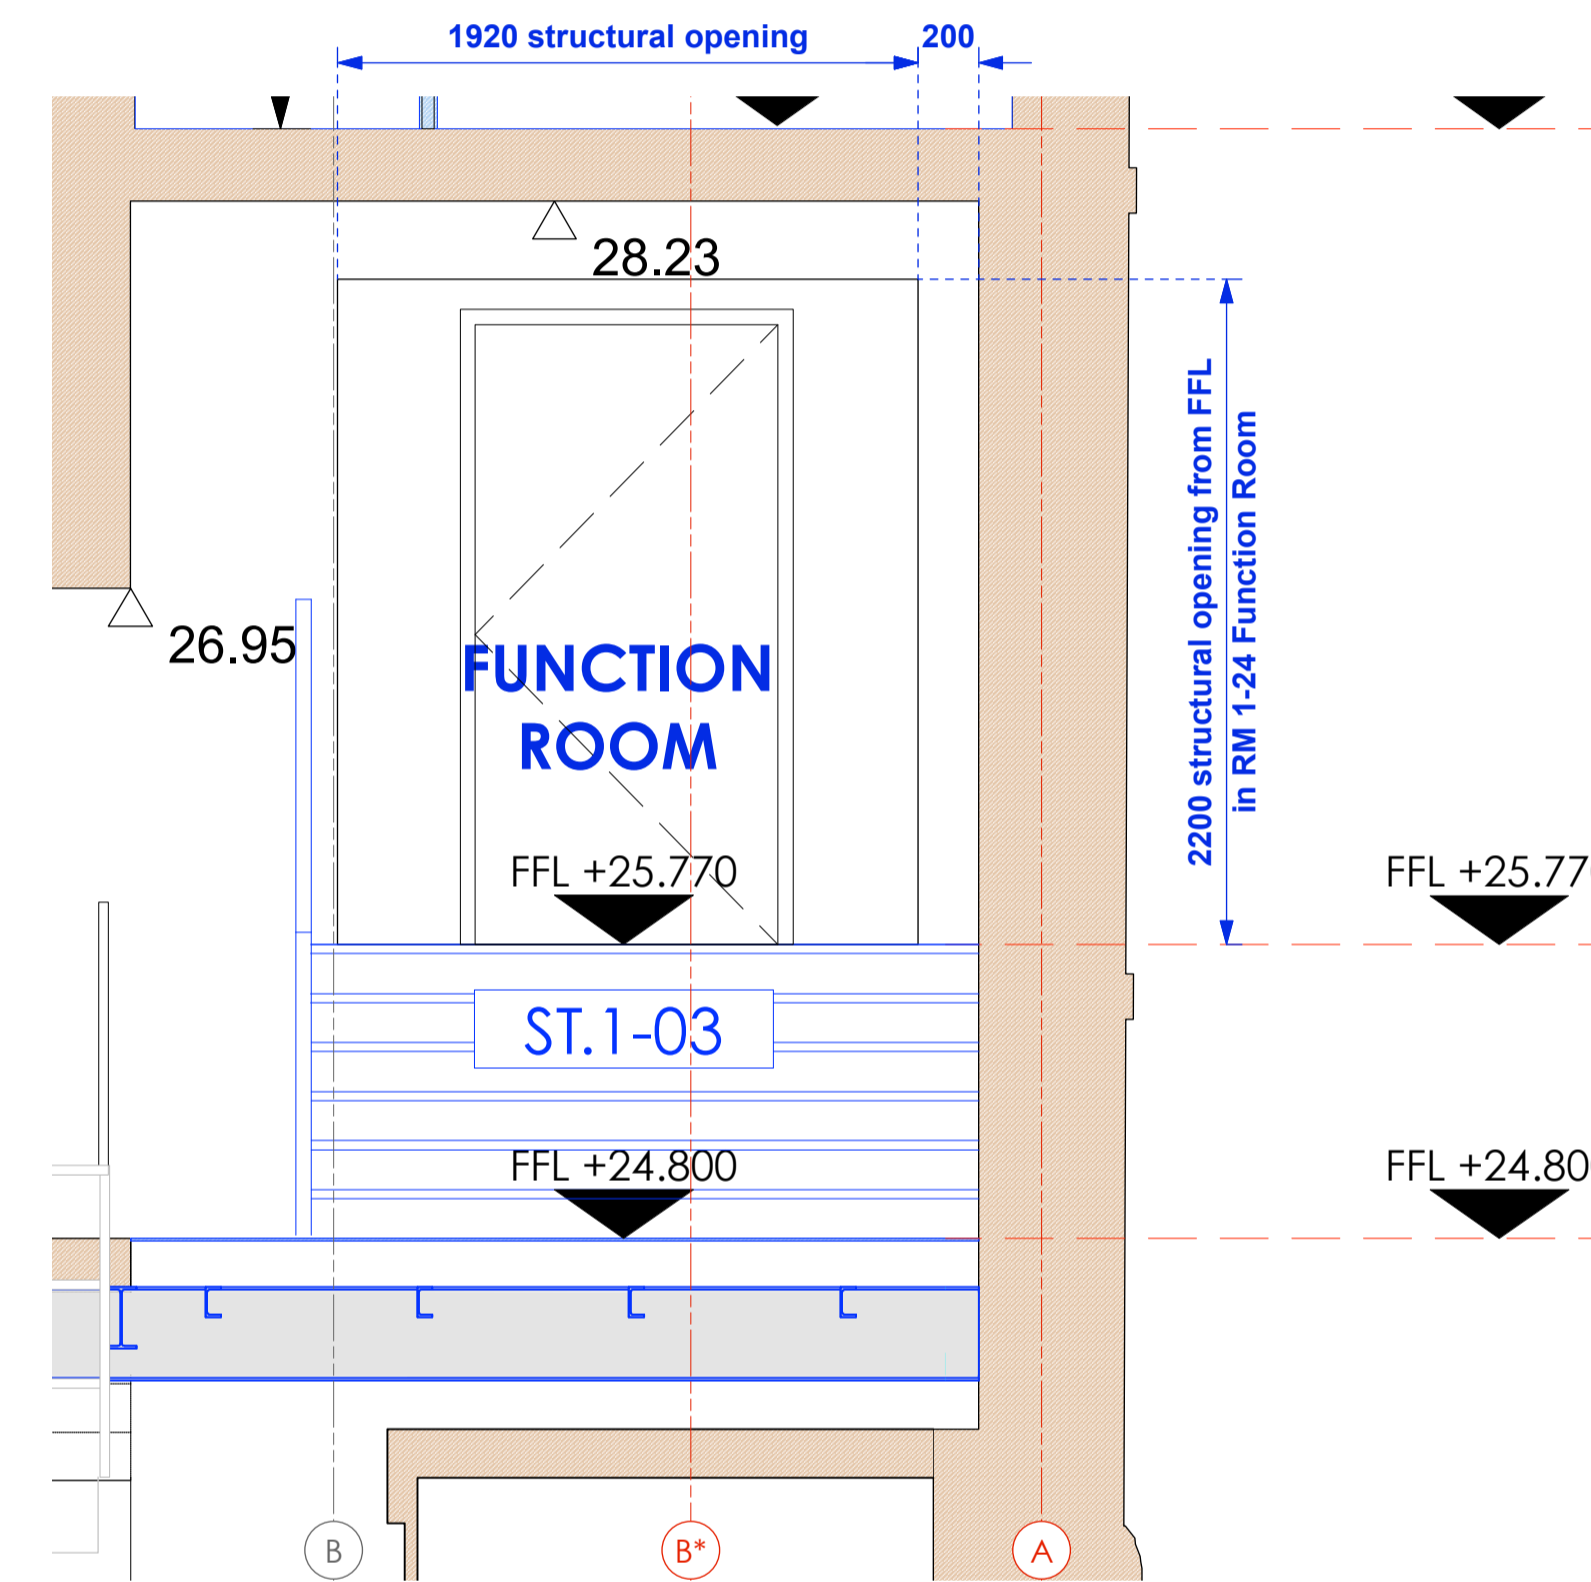 1920 structural opening
200
28.23
26.95
2200 structural opening from FFL
in RM 1-24 Function Room
FUNCTION
ROOM
FFL +25.770
FFL +25.77
ST.1-03
FFL +24.800
FFL +24.80
B
B*
A